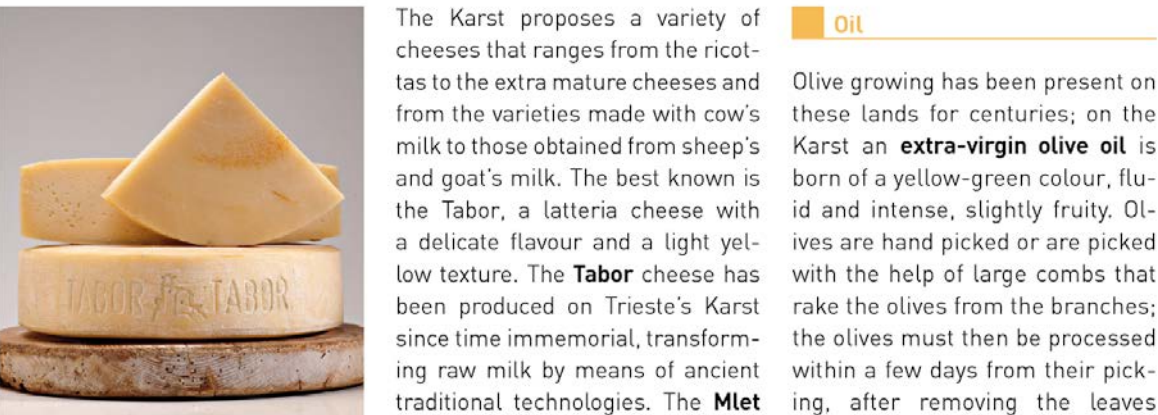 TABOR TABOR
The Karst proposes a variety of
cheeses that ranges from the ricot-
tas to the extra mature cheeses and
from the varieties made with cow's
milk to those obtained from sheep's
and goat's milk. The best known is
the Tabor, a latteria cheese with
a delicate flavour and a light yel-
low texture. The Tabor cheese has
been produced on Trieste's Karst
since time immemorial, transform-
ing raw milk by means of ancient
traditional technologies. The Mlet
Oil
Olive growing has been present on
these lands for centuries; on the
Karst an extra-virgin olive oil is
born of a yellow-green colour, flu-
id and intense, slightly fruity. Ol-
ives are hand picked or are picked
with the help of large combs that
rake the olives from the branches;
the olives must then be processed
within a few days from their pick-
ing, after removing the leaves